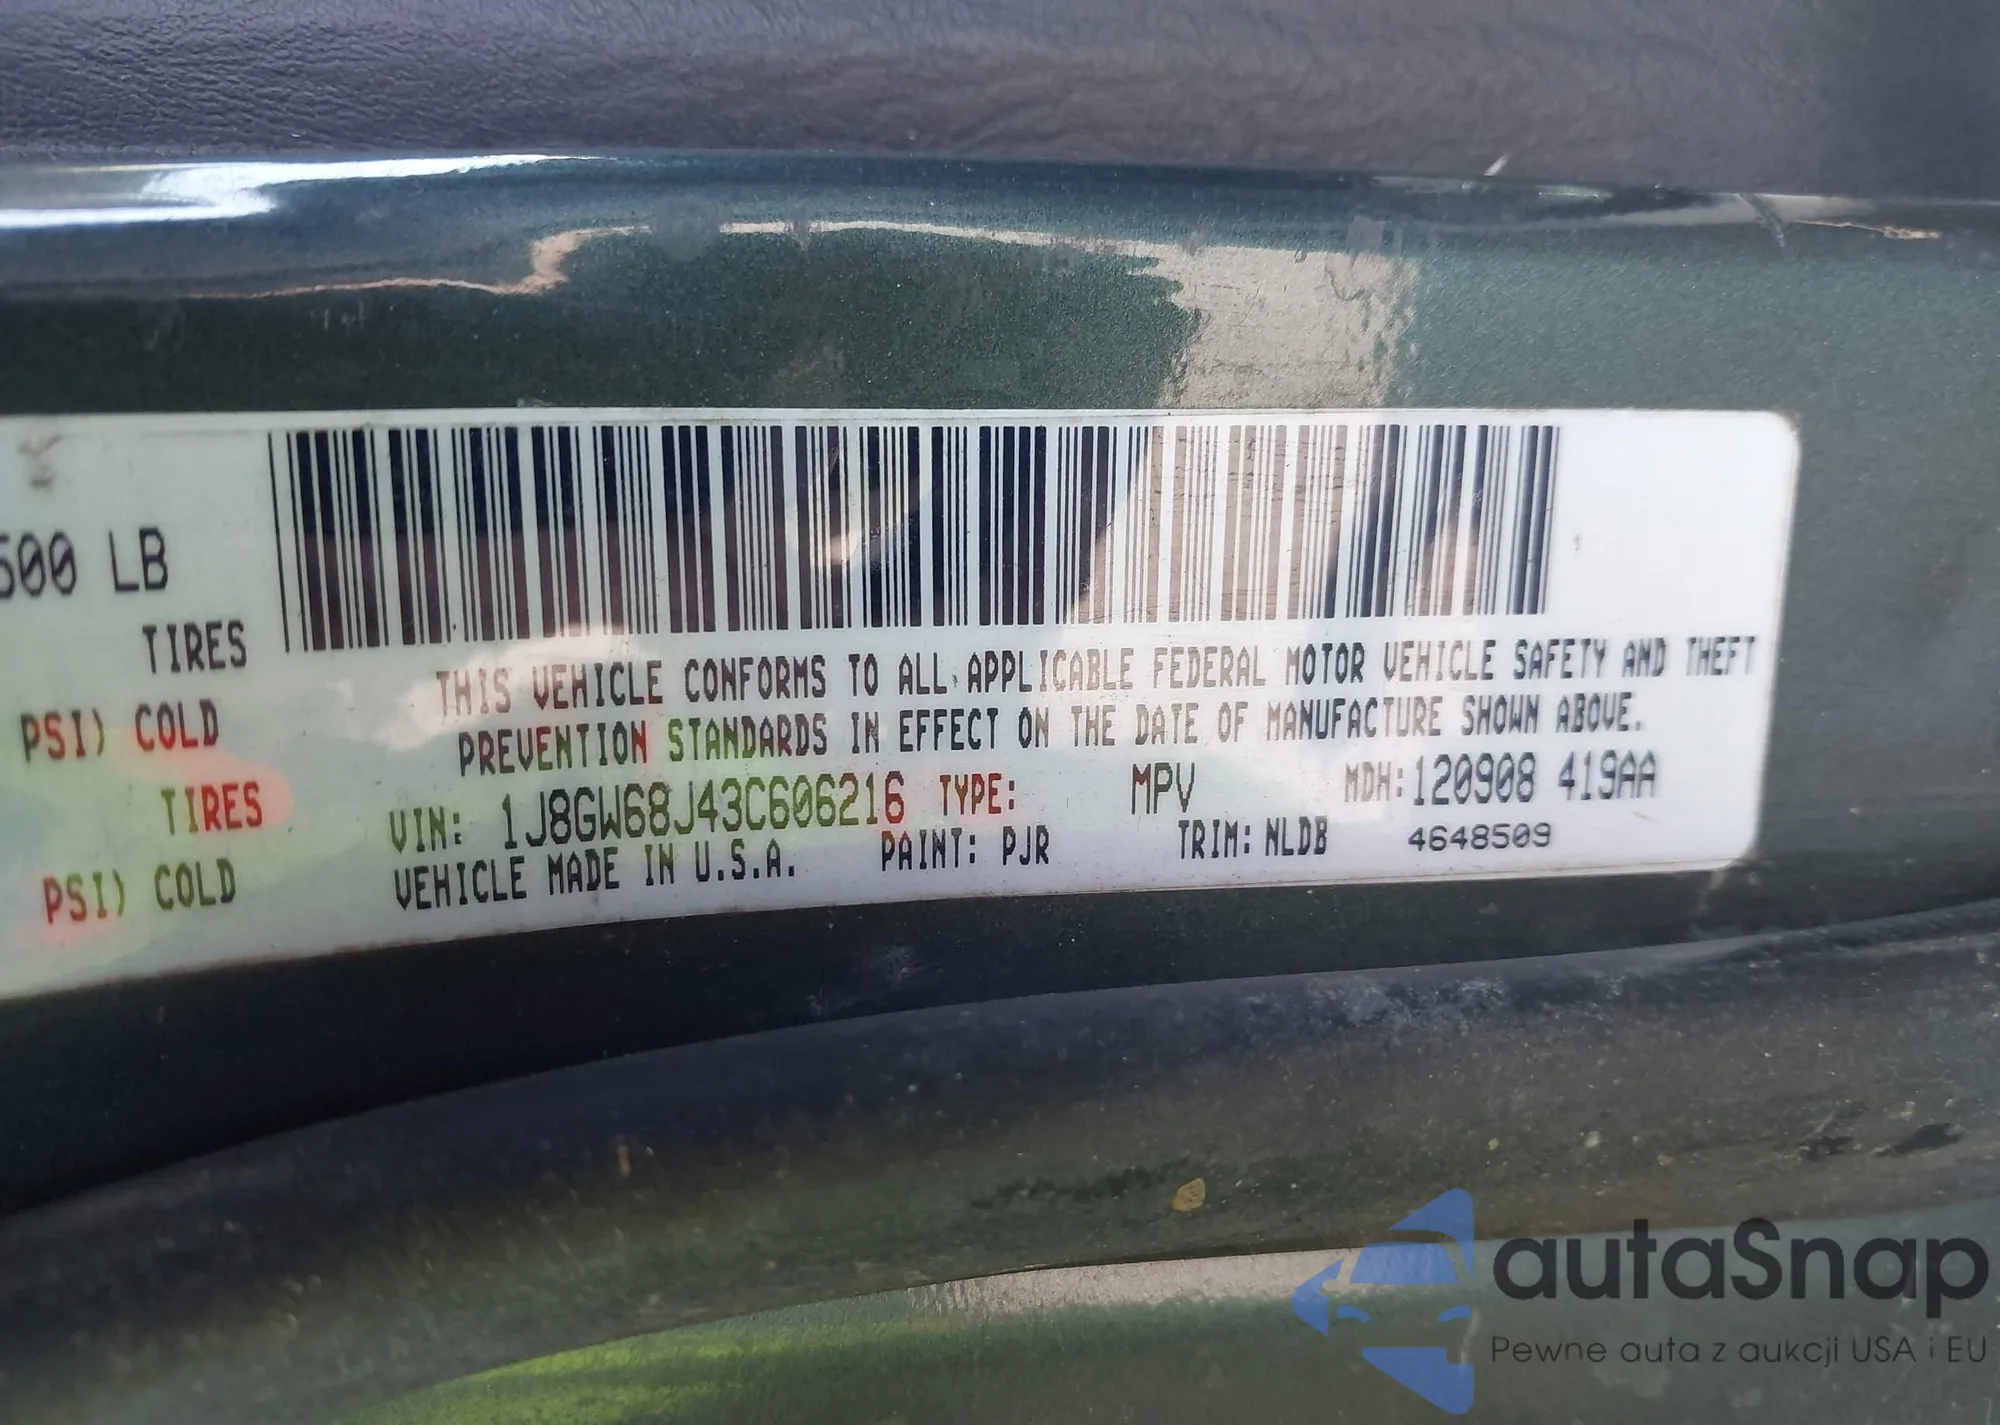 500 LB
TIRES
PSI) COLD
TIRES
PSI) COLD
THIS VEHICLE CONFORMS TO ALL APPLICABLE FEDERAL MOTOR VEHICLE SAFETY AND THEFT
PREVENTION STANDARDS IN EFFECT ON THE DATE OF MANUFACTURE SHOWN ABOVE.
VIN: 1J8GW68J43C606216 TYPE: MPV MDH:120908 419AA
VEHICLE MADE IN U.S.A. PAINT: PJR TRIM: NLDB 4648509
autaSnap
Pewne auta z aukcji USA i EU